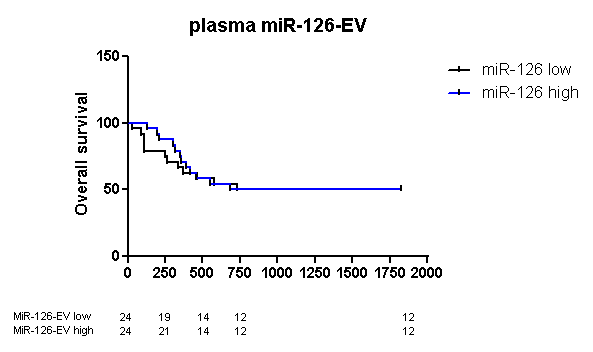 plasma miR-126-EV
150
100
50
0
Overall survival
0 250 500 750 1000 1250 1500 1750 2000
miR-126 low
miR-126 high
MiR-126-EV low 24 19 14 12 12
MiR-126-EV high 24 21 14 12 12